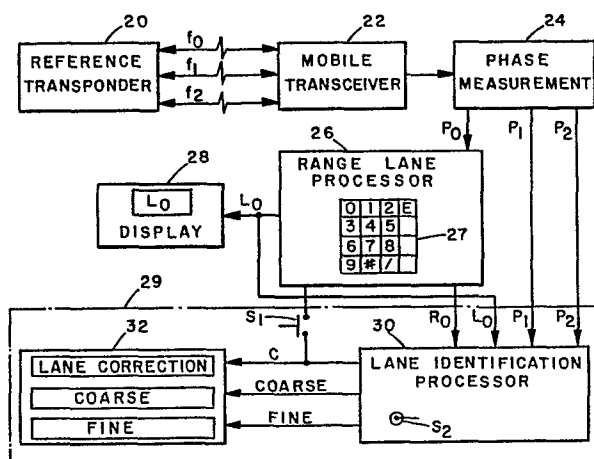 20
22
24
REFERENCE
TRANSPONDER
f0
f1
f2
MOBILE
TRANSCEIVER
PHASE
MEASUREMENT
P0
P1
P2
26
RANGE LANE
PROCESSOR
0 1 2 E
3 4 5
6 7 8
9 # /
27
28
L0
DISPLAY
L0
29
S1
R0
L0
P1
P2
32
30
LANE CORRECTION
COARSE
FINE
C
COARSE
FINE
LANE IDENTIFICATION
PROCESSOR
S2